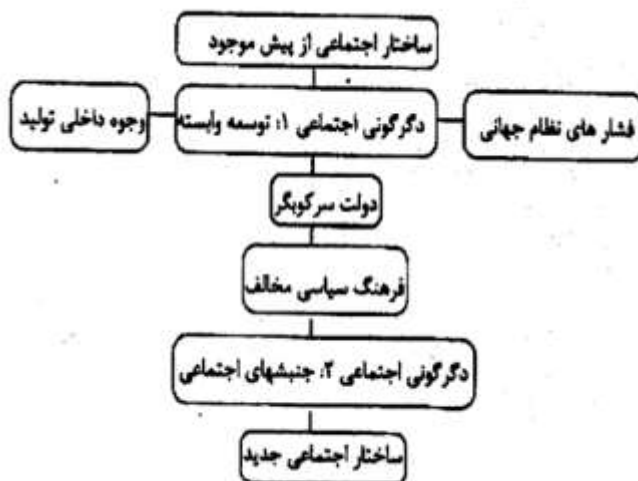 ساختار اجتماعی از پیش موجود
فشار های نظام جهانی
دگرگونی اجتماعی ۱: توسعه وابسته
وجوه داخلی تولید
دولت سرکوبگر
فرهنگ سیاسی مخالف
دگرگونی اجتماعی ۲: جنبشهای اجتماعی
ساختار اجتماعی جدید